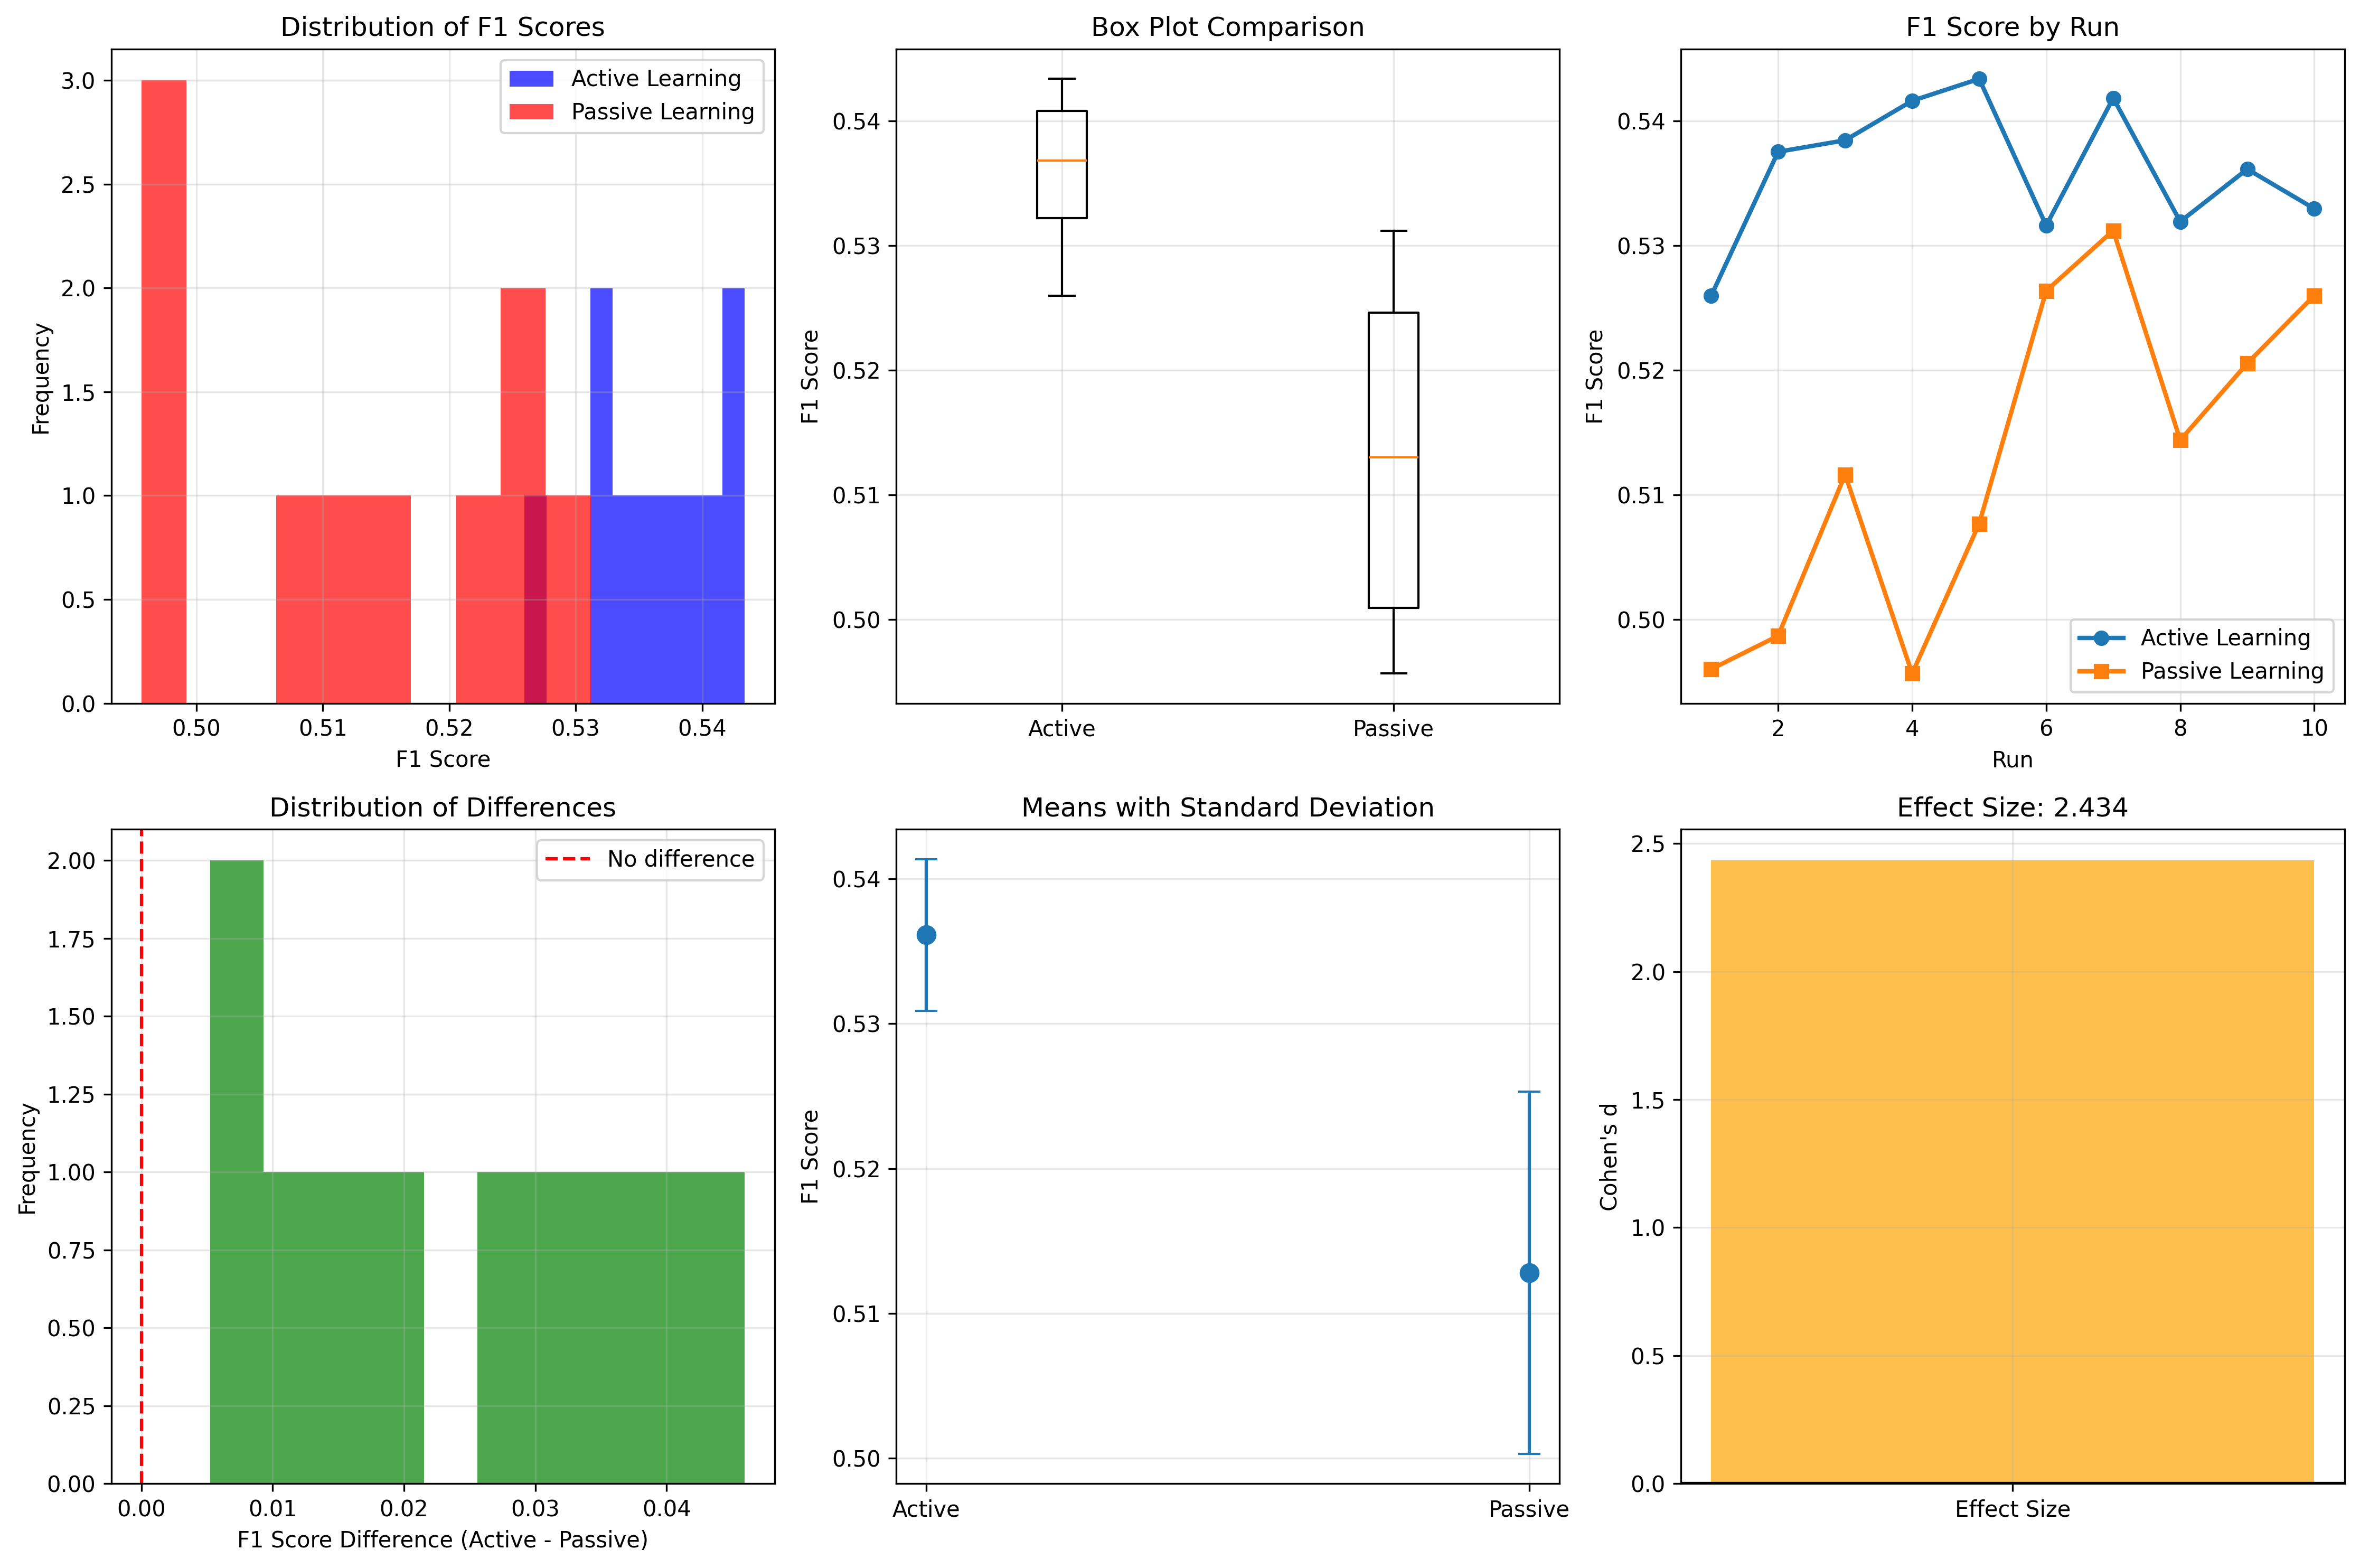 Distribution of F1 Scores
Active Learning
Passive Learning
Frequency
3.0
2.5
2.0
1.5
1.0
0.5
0.0
0.50
0.51
0.52
0.53
0.54
F1 Score
Box Plot Comparison
F1 Score
0.54
0.53
0.52
0.51
0.50
Active
Passive
F1 Score by Run
F1 Score
0.54
0.53
0.52
0.51
0.50
Active Learning
Passive Learning
2
4
6
8
10
Run
Distribution of Differences
No difference
Frequency
2.00
1.75
1.50
1.25
1.00
0.75
0.50
0.25
0.00
0.00
0.01
0.02
0.03
0.04
F1 Score Difference (Active - Passive)
Means with Standard Deviation
F1 Score
0.54
0.53
0.52
0.51
0.50
Active
Passive
Effect Size: 2.434
Cohen's d
2.5
2.0
1.5
1.0
0.5
0.0
Effect Size